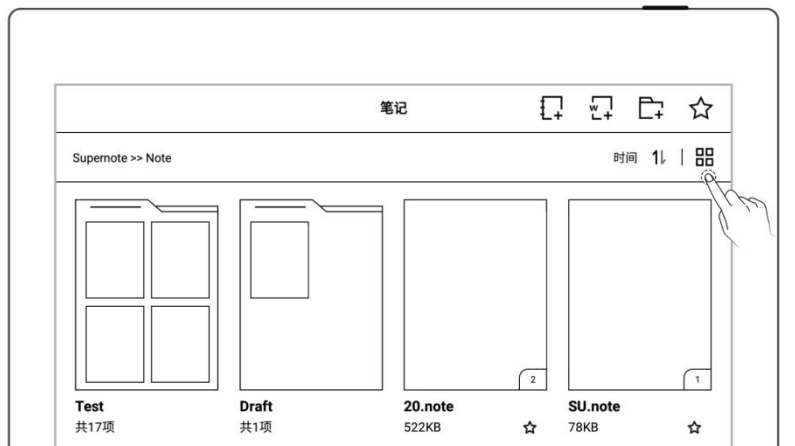 笔记
W
Supernote >> Note
时间
2
1
Test
Draft
20.note
SU.note
共17项
共1项
522KB
78KB